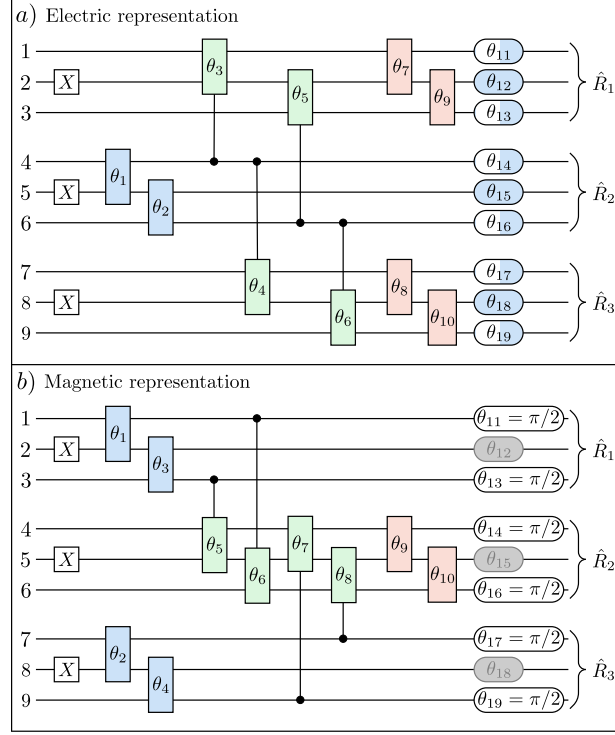 a) Electric representation
1 θ₃ θ₇ θ₁₁
2 X θ₅ θ₉ θ₁₂ R̂₁
3 θ₁₃
4 θ₁ θ₁₄
5 X θ₂ θ₁₅ R̂₂
6 θ₁₆
7 θ₄ θ₈ θ₁₇
8 X θ₆ θ₁₀ θ₁₈ R̂₃
9 θ₁₉
b) Magnetic representation
1 θ₁ θ₁₁ = π/2
2 X θ₃ θ₁₂ R̂₁
3 θ₁₃ = π/2
4 θ₅ θ₇ θ₉ θ₁₄ = π/2
5 X θ₆ θ₈ θ₁₀ θ₁₅ R̂₂
6 θ₁₆ = π/2
7 θ₂ θ₁₇ = π/2
8 X θ₄ θ₁₈ R̂₃
9 θ₁₉ = π/2